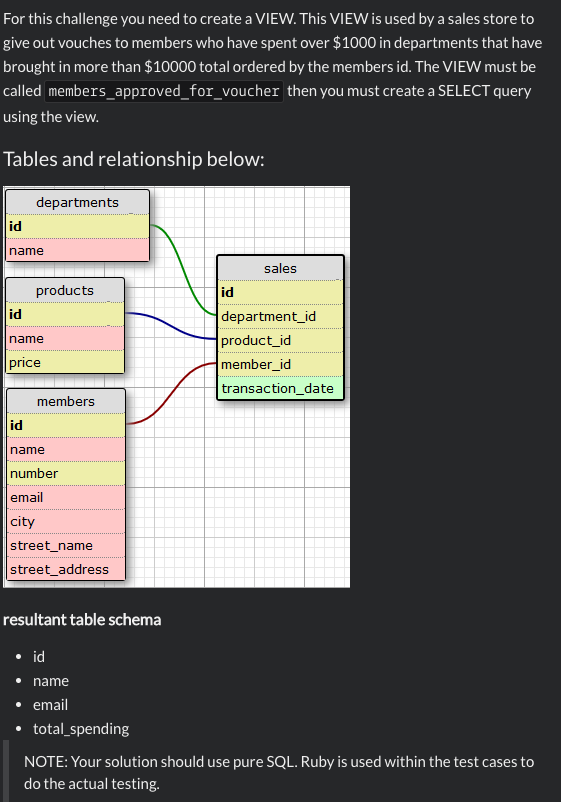 For this challenge you need to create a VIEW. This VIEW is used by a sales store to
give out vouches to members who have spent over $1000 in departments that have
brought in more than $10000 total ordered by the members id. The VIEW must be
called members_approved_for_voucher then you must create a SELECT query
using the view.
Tables and relationship below:
departments
id
name
products
id
name
price
members
id
name
number
email
city
street_name
street_address
sales
id
department_id
product_id
member_id
transaction_date
resultant table schema
• id
• name
• email
• total_spending
NOTE: Your solution should use pure SQL. Ruby is used within the test cases to
do the actual testing.